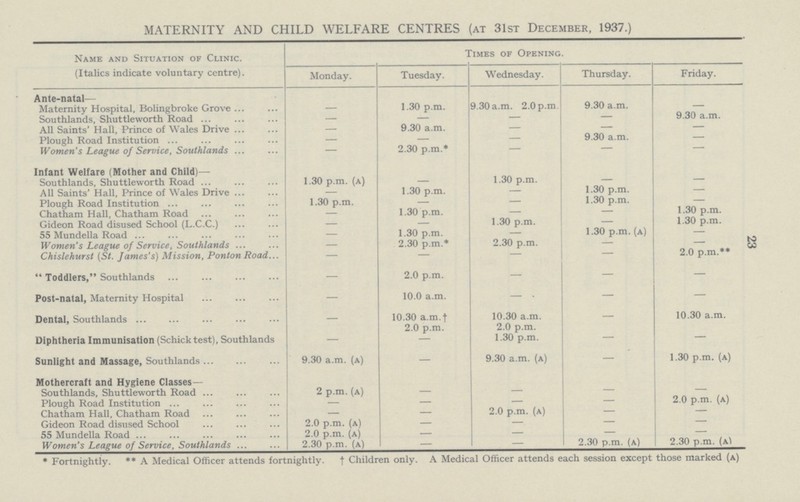 MATERNITY AND CHILD WELFARE CENTRES (AT 31ST DECEMBER, 1937.)
NAME AND SITUATION OF CLINIC. TIMES OF OPENING.
(Italics indicate voluntary centre). Monday. Tuesday. Wednesday. Thursday. Friday.
Ante-natal—
Maternity Hospital, Bolingbroke Grove ... ... — 1.30 p.m. 9.30 a.m. 2.0 p.m. 9.30 a.m. —
Southlands, Shuttleworth Road ... ... ... — — — — 9.30 a.m.
All Saints' Hall, Prince of Wales Drive ... ... — 9.30 a.m. — — —
Plough Road Institution ... ... ... ... — — — 9.30 a.m. —
Women's League of Service, Southlands ... ... — 2.30 p.m.* — — —
Infant Welfare (Mother and Child)—
Southlands, Shuttleworth Road ... ... ... 1.30 p.m. (A) — 1.30 p.m. — —
All Saints' Hall, Prince of Wales Drive ... ... — 1.30 p.m. — 1.30 p.m. —
Plough Road Institution ... ... ... ... 1.30 p.m. — — 1.30 p.m. —
Chatham Hall, Chatham Road ... ... ... — 1.30 p.m. — — 1.30 p.m.
Gideon Road disused School (L.C.C.) ... ... — — 1.30 p.m. — 1.30 p.m.
55 Mundella Road ... ... ... ... ... — 1.30 p.m. — 1.30 p.m. (A) —
Women's League of Service, Southlands ... ... — 2.30 p.m.* 2.30 p.m. — —
Chislehurst (St. James's) Mission, Ponton Road... — — — — 2.0 p.m.**
23
" Toddlers," Southlands ... ... ... ... — 2.0 p.m. — — —
Post-natal, Maternity Hospital ... ... ... — 10.0 a.m. — — —
Dental, Southlands ... ... ... ... ... — 10.30 a.m.† 10.30 a.m. — 10.30 a.m.
2.0 p.m. 2.0 p.m.
Diphtheria Immunisation (Schick test), Southlands — — 1.30 p.m. — —
Sunlight and Massage, Southlands ... ... ... 9.30 a.m. (A) — 9.30 a.m. (A) — 1.30 p.m. (A)
Mothercraft and Hygiene Classes—
Southlands, Shuttleworth Road ... ... ... 2 p.m. (A) — — — —
Plough Road Institution ... ... ... ... — — — — 2.0 p.m. (A)
Chatham Hall, Chatham Road ... ... ... — — 2.0 p.m. (A) — —
Gideon Road disused School ... ... ... 2.0 p.m. (A) — — — —
55 Mundella Road ... ... ... ... ... 2.0 p.m. (A) — — — —
Women's League of Service, Southlands ... ... 2.30 p.m. (A) — — 2.30 p.m. (A) 2.30 p.m. (A)
* Fortnightly. ** A Medical Officer attends fortnightly. † Children only. A Medical Officer attends each session except those marked (A)